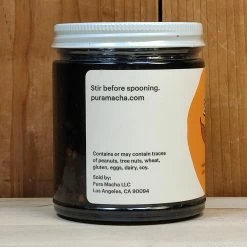 Stir before spooning.
puramacha.com
Contains or may contain traces
of peanuts, tree nuts, wheat,
gluten, eggs, dairy, soy.
Sold by:
Pura Macha LLC
Los Angeles, CA 90094